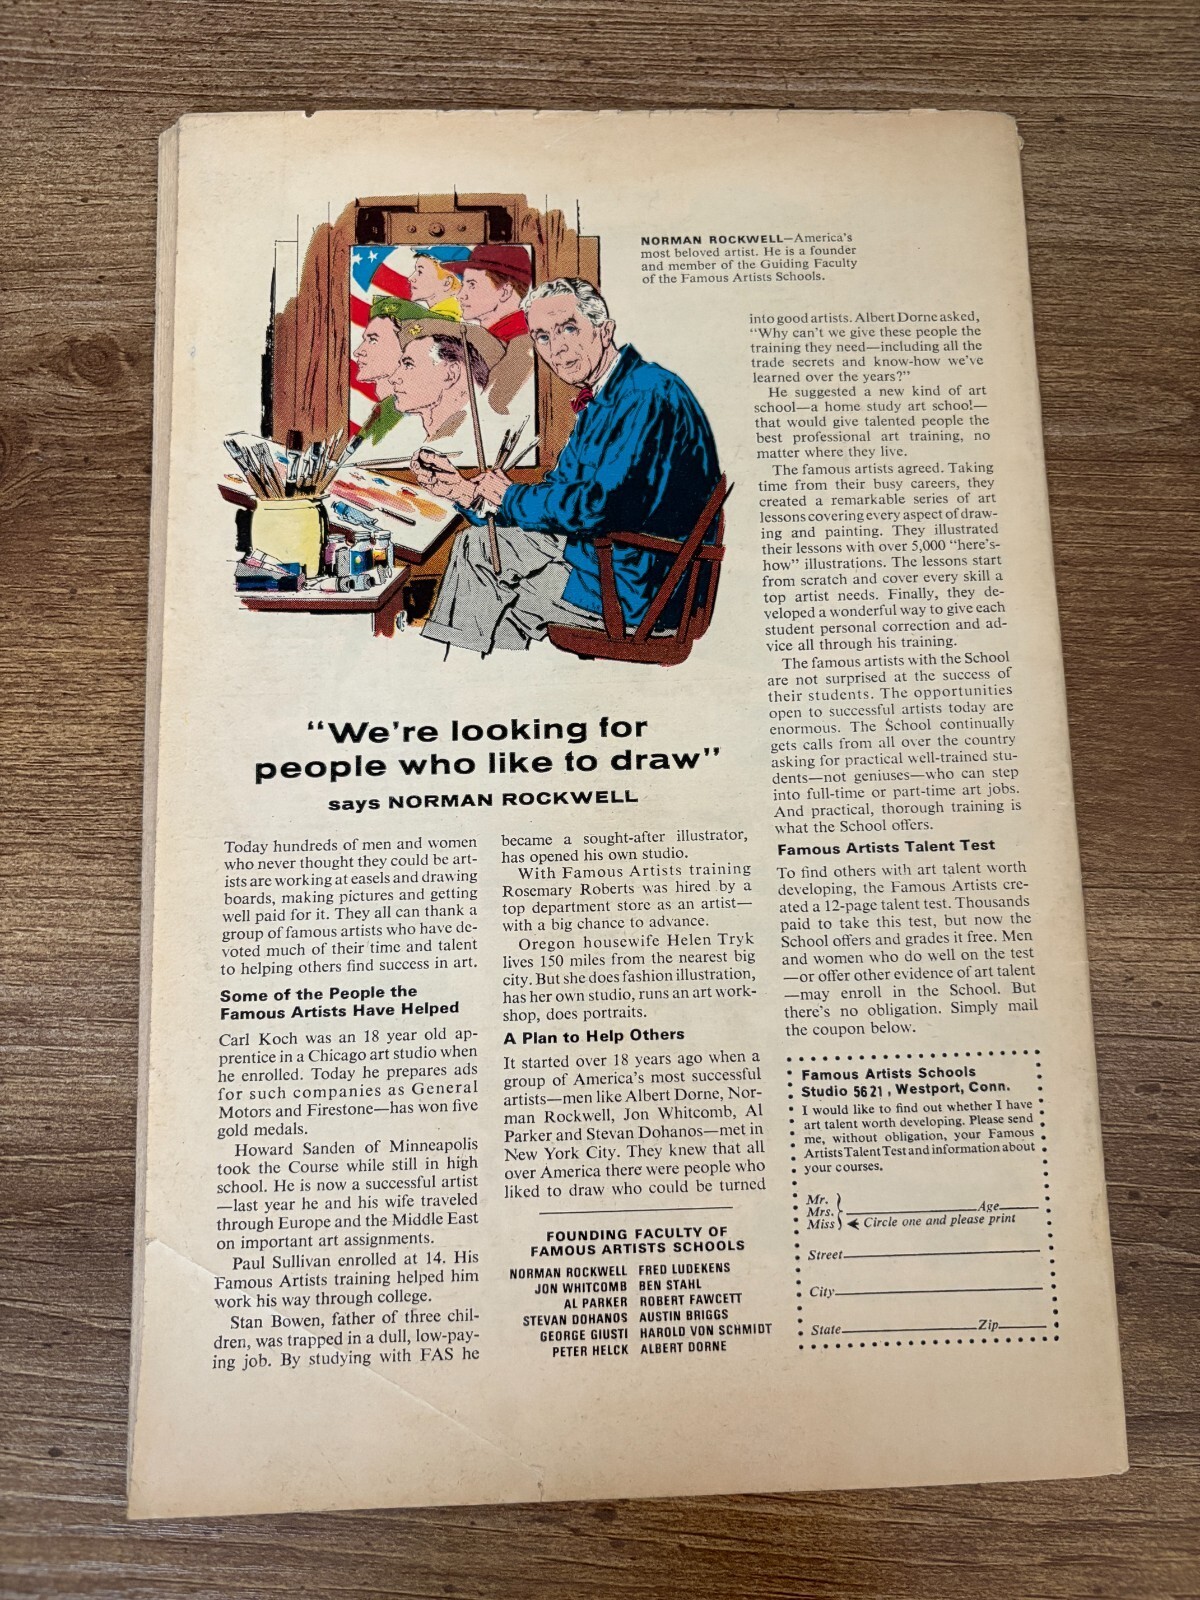 NORMAN ROCKWELL—America's
most beloved artist. He is a founder
and member of the Guiding Faculty
of the Famous Artists Schools.
"We're looking for
people who like to draw"
says NORMAN ROCKWELL
Today hundreds of men and women
who never thought they could be art-
ists are working at easels and drawing
boards, making pictures and getting
well paid for it. They all can thank a
group of famous artists who have de-
voted much of their time and talent
to helping others find success in art.
Some of the People the
Famous Artists Have Helped
Carl Koch was an 18 year old ap-
prentice in a Chicago art studio when
he enrolled. Today he prepares ads
for such companies as General
Motors and Firestone—has won five
gold medals.
Howard Sanden of Minneapolis
took the Course while still in high
school. He is now a successful artist
—last year he and his wife traveled
through Europe and the Middle East
on important art assignments.
Paul Sullivan enrolled at 14. His
Famous Artists training helped him
work his way through college.
Stan Bowen, father of three chil-
dren, was trapped in a dull, low-pay-
ing job. By studying with FAS he
became a sought-after illustrator,
has opened his own studio.
With Famous Artists training
Rosemary Roberts was hired by a
top department store as an artist—
with a big chance to advance.
Oregon housewife Helen Tryk
lives 150 miles from the nearest big
city. But she does fashion illustration,
has her own studio, runs an art work-
shop, does portraits.
A Plan to Help Others
It started over 18 years ago when a
group of America's most successful
artists—men like Albert Dorne, Nor-
man Rockwell, Jon Whitcomb, Al
Parker and Stevan Dohanos—met in
New York City. They knew that all
over America there were people who
liked to draw who could be turned
into good artists. Albert Dorne asked,
"Why can't we give these people the
training they need—including all the
trade secrets and know-how we've
learned over the years?"
He suggested a new kind of art
school—a home study art school—
that would give talented people the
best professional art training, no
matter where they live.
The famous artists agreed. Taking
time from their busy careers, they
created a remarkable series of art
lessons covering every aspect of draw-
ing and painting. They illustrated
their lessons with over 5,000 "here's-
how" illustrations. The lessons start
from scratch and cover every skill a
top artist needs. Finally, they de-
veloped a wonderful way to give each
student personal correction and ad-
vice all through his training.
The famous artists with the School
are not surprised at the success of
their students. The opportunities
open to successful artists today are
enormous. The School continually
gets calls from all over the country
asking for practical well-trained stu-
dents—not geniuses—who can step
into full-time or part-time art jobs.
And practical, thorough training is
what the School offers.
Famous Artists Talent Test
To find others with art talent worth
developing, the Famous Artists cre-
ated a 12-page talent test. Thousands
paid to take this test, but now the
School offers and grades it free. Men
and women who do well on the test
—or offer other evidence of art talent
—may enroll in the School. But
there's no obligation. Simply mail
the coupon below.
FOUNDING FACULTY OF
FAMOUS ARTISTS SCHOOLS
NORMAN ROCKWELL FRED LUDEKENS
JON WHITCOMB BEN STAHL
AL PARKER ROBERT FAWCETT
STEVAN DOHANOS AUSTIN BRIGGS
GEORGE GIUSTI HAROLD VON SCHMIDT
PETER HELCK ALBERT DORNE
Famous Artists Schools
Studio 5621, Westport, Conn.
I would like to find out whether I have
art talent worth developing. Please send
me, without obligation, your Famous
Artists Talent Test and information about
your courses.
Mr.
Mrs. Age
Miss Circle one and please print
Street
City
State Zip